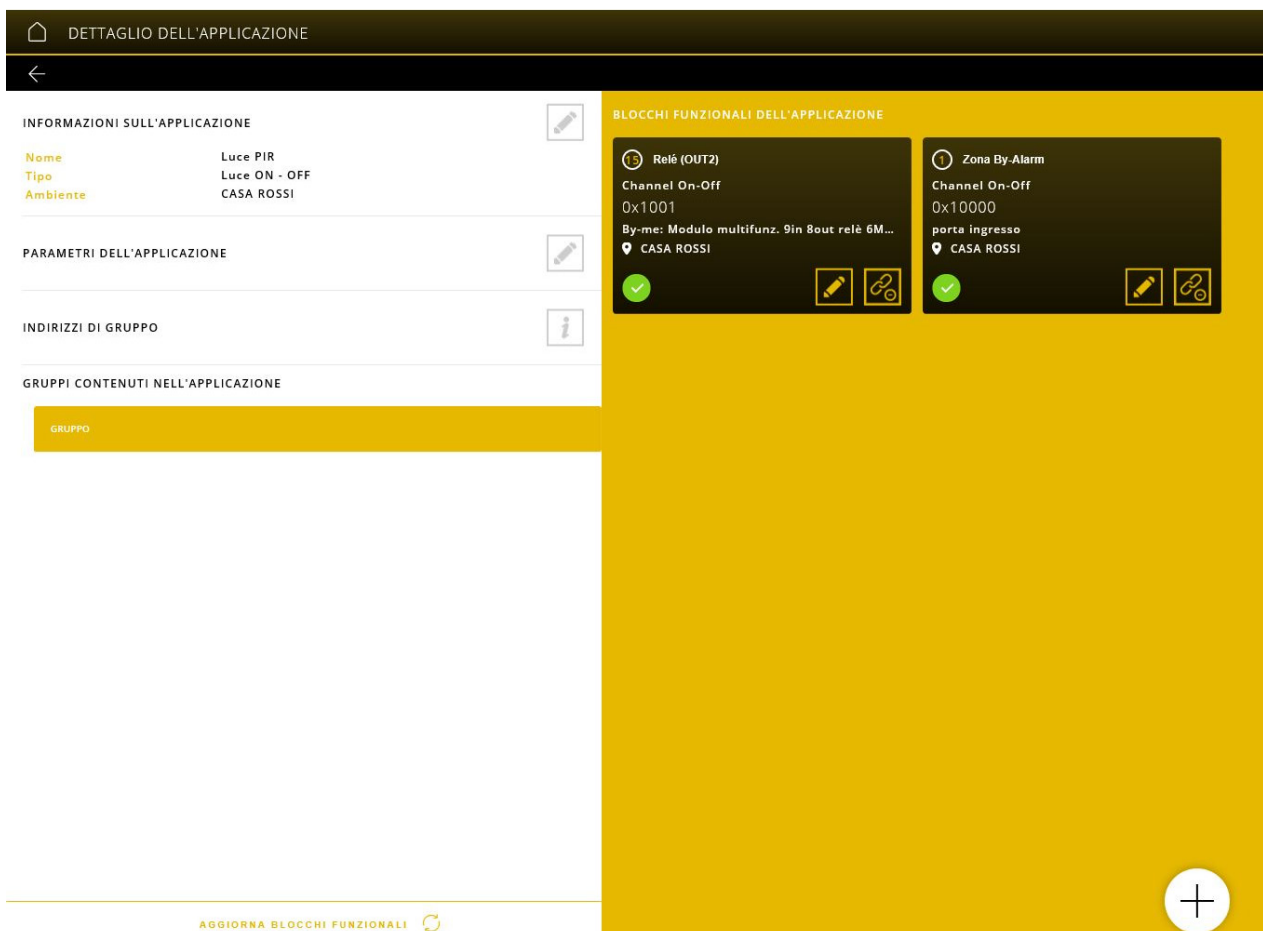 DETTAGLIO DELL'APPLICAZIONE
INFORMAZIONI SULL'APPLICAZIONE
Nome Luce PIR
Tipo Luce ON - OFF
Ambiente CASA ROSSI
PARAMETRI DELL'APPLICAZIONE
INDIRIZZI DI GRUPPO
GRUPPI CONTENUTI NELL'APPLICAZIONE
GRUPPO
AGGIORNA BLOCCHI FUNZIONALI
BLOCCHI FUNZIONALI DELL'APPLICAZIONE
15 Relé (OUT2)
Channel On-Off
0x1001
By-me: Modulo multifunz. 9in 8out relè 6M...
CASA ROSSI
1 Zona By-Alarm
Channel On-Off
0x10000
porta ingresso
CASA ROSSI